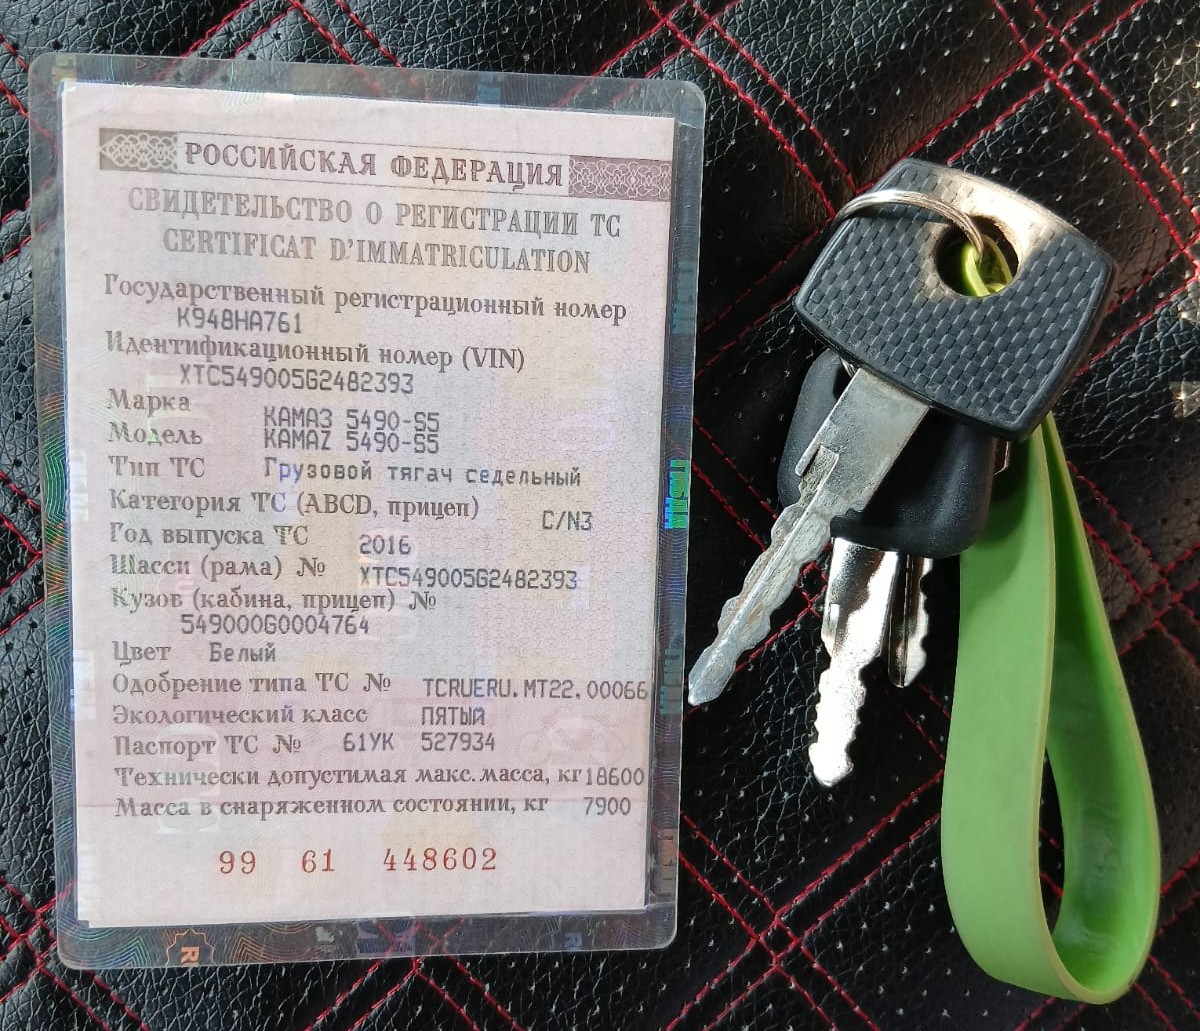 РОССИЙСКАЯ ФЕДЕРАЦИЯ
СВИДЕТЕЛЬСТВО О РЕГИСТРАЦИИ ТС
CERTIFICAT D'IMMATRICULATION
Государственный регистрационный номер
К948НА761
Идентификационный номер (VIN)
XTC549005G2482393
Марка КАМАЗ 5490-S5
Модель KAMAZ 5490-S5
Тип ТС Грузовой тягач седельный
Категория ТС (ABCD, прицеп) C/N3
Год выпуска ТС 2016
Шасси (рама) № XTC549005G2482393
Кузов (кабина, прицеп) №
549000G0004764
Цвет Белый
Одобрение типа ТС № TCRUERU.MT22.00066
Экологический класс ПЯТЫЙ
Паспорт ТС № 61УК 527934
Технически допустимая макс.масса, кг 18600
Масса в снаряженном состоянии, кг 7900
99 61 448602